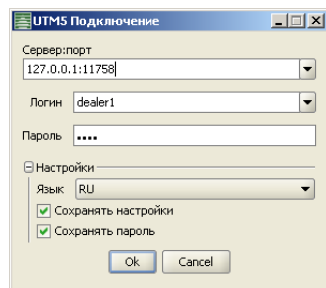 UTM5 Подключение
Сервер:порт
127.0.0.1:11758
Логин dealer1
Пароль ••••
Настройки
Язык RU
Сохранять настройки
Сохранять пароль
Ok Cancel